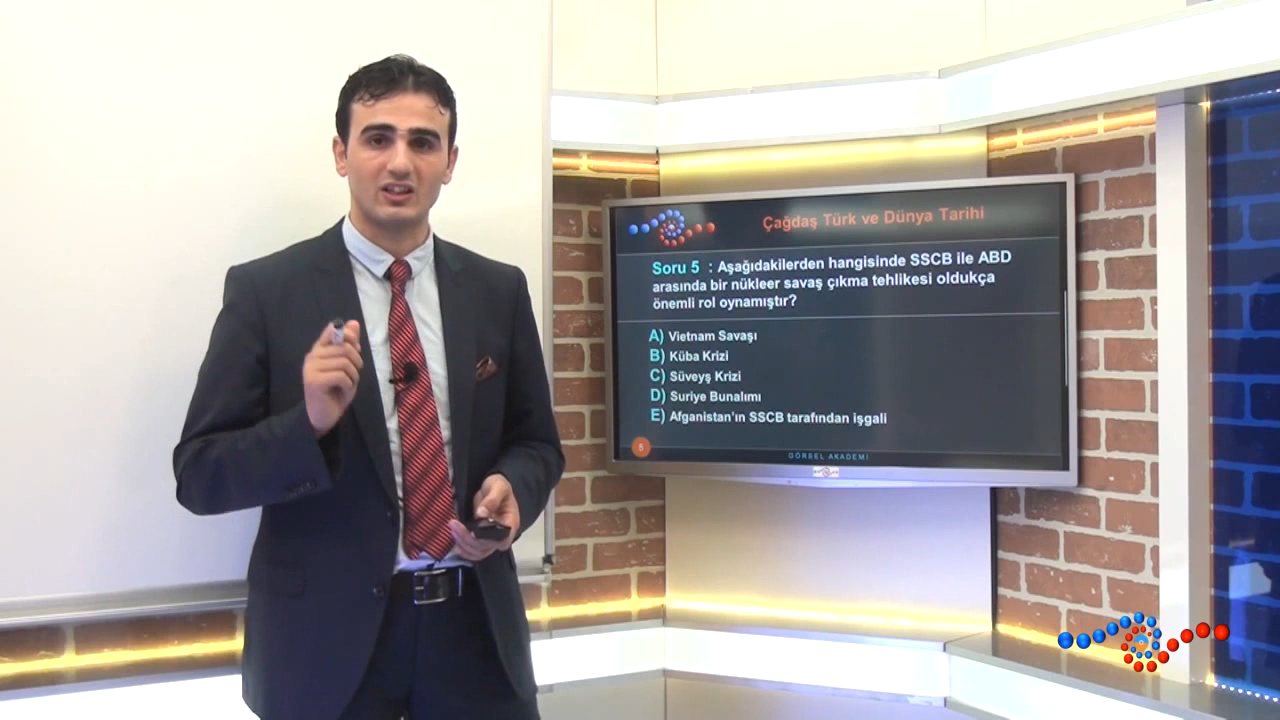 Çağdaş Türk ve Dünya Tarihi
Soru 5 : Aşağıdakilerden hangisinde SSCB ile ABD
arasında bir nükleer savaş çıkma tehlikesi oldukça
önemli rol oynamıştır?
A) Vietnam Savaşı
B) Küba Krizi
C) Süveyş Krizi
D) Suriye Bunalımı
E) Afganistan'ın SSCB tarafından işgali
5
GÖRSEL AKADEMİ